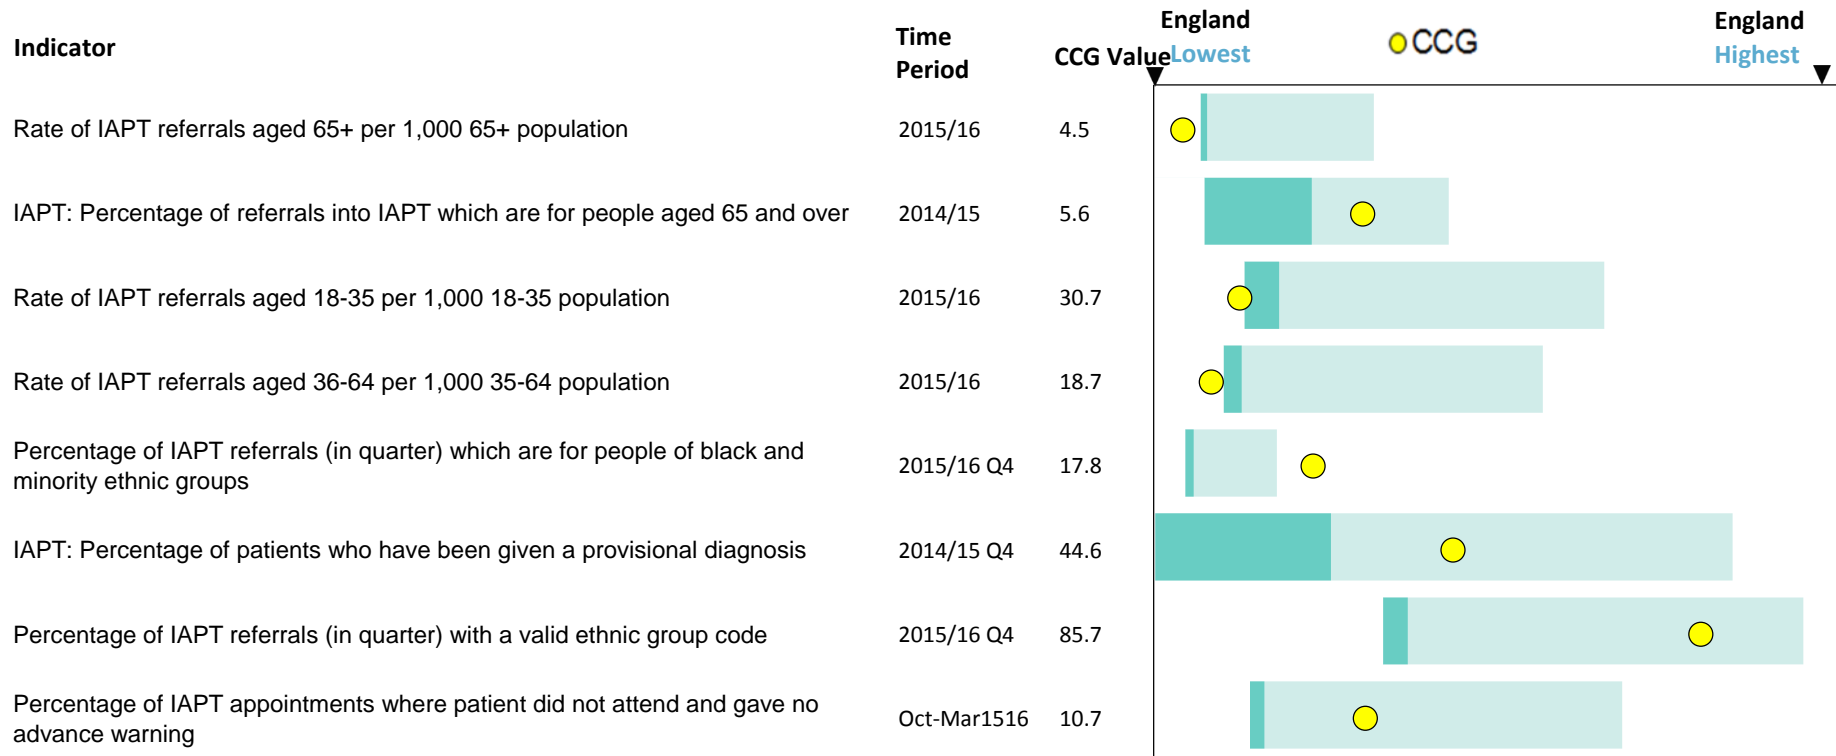 Indicator
Time
Period
CCG Value
England
Lowest
CCG
England
Highest
Rate of IAPT referrals aged 65+ per 1,000 65+ population 2015/16 4.5
IAPT: Percentage of referrals into IAPT which are for people aged 65 and over 2014/15 5.6
Rate of IAPT referrals aged 18-35 per 1,000 18-35 population 2015/16 30.7
Rate of IAPT referrals aged 36-64 per 1,000 35-64 population 2015/16 18.7
Percentage of IAPT referrals (in quarter) which are for people of black and
minority ethnic groups
2015/16 Q4 17.8
IAPT: Percentage of patients who have been given a provisional diagnosis 2014/15 Q4 44.6
Percentage of IAPT referrals (in quarter) with a valid ethnic group code 2015/16 Q4 85.7
Percentage of IAPT appointments where patient did not attend and gave no
advance warning
Oct-Mar1516 10.7